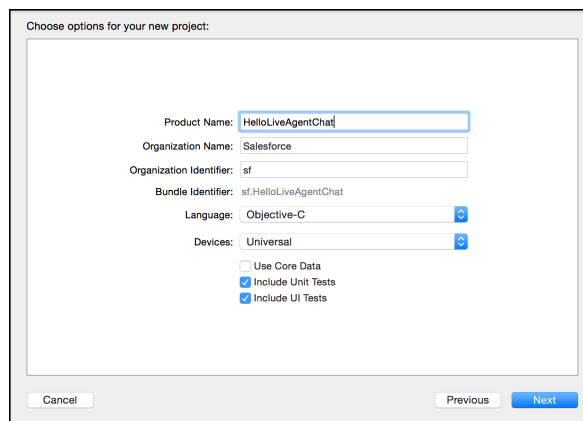 Choose options for your new project:
Product Name: HelloLiveAgentChat
Organization Name: Salesforce
Organization Identifier: sf
Bundle Identifier: sf.HelloLiveAgentChat
Language: Objective-C
Devices: Universal
Use Core Data
Include Unit Tests
Include UI Tests
Cancel Previous Next